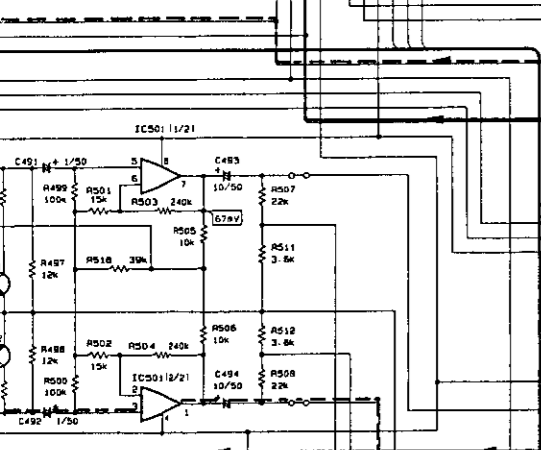 IC501(1/2)
C491 + 1/50
5
8
6
7
C493
+
10/50
R499
100k
R501
15k
R503
240k
67mV
R507
22k
R505
10k
R497
12k
R518
39k
R511
3.6k
R506
10k
R512
3.6k
R502
15k
R504
240k
R498
12k
R500
100k
IC501(2/2)
C494
10/50
R508
22k
2
3
1
4
C492
+
1/50